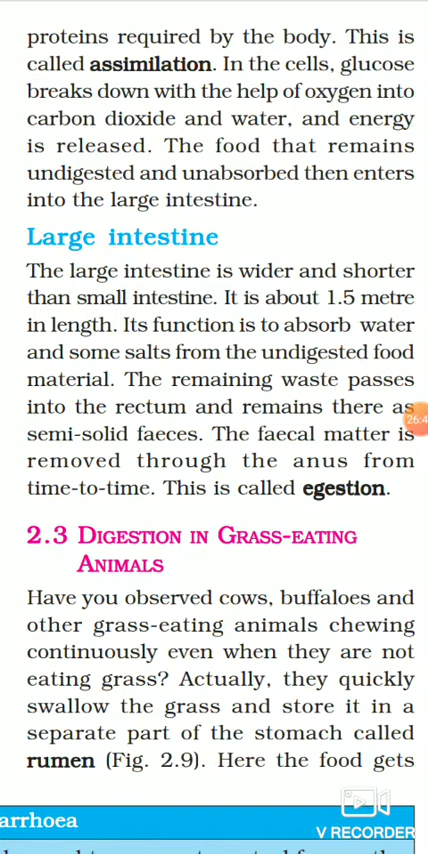 proteins required by the body. This is
called assimilation. In the cells, glucose
breaks down with the help of oxygen into
carbon dioxide and water, and energy
is released. The food that remains
undigested and unabsorbed then enters
into the large intestine.
Large intestine
The large intestine is wider and shorter
than small intestine. It is about 1.5 metre
in length. Its function is to absorb water
and some salts from the undigested food
material. The remaining waste passes
into the rectum and remains there as
26:4
semi-solid faeces. The faecal matter is
removed through the anus from
time-to-time. This is called egestion.
2.3 DIGESTION IN GRASS-EATING
ANIMALS
Have you observed cows, buffaloes and
other grass-eating animals chewing
continuously even when they are not
eating grass? Actually, they quickly
swallow the grass and store it in a
separate part of the stomach called
rumen (Fig. 2.9). Here the food gets
arrhoea
V RECORDER